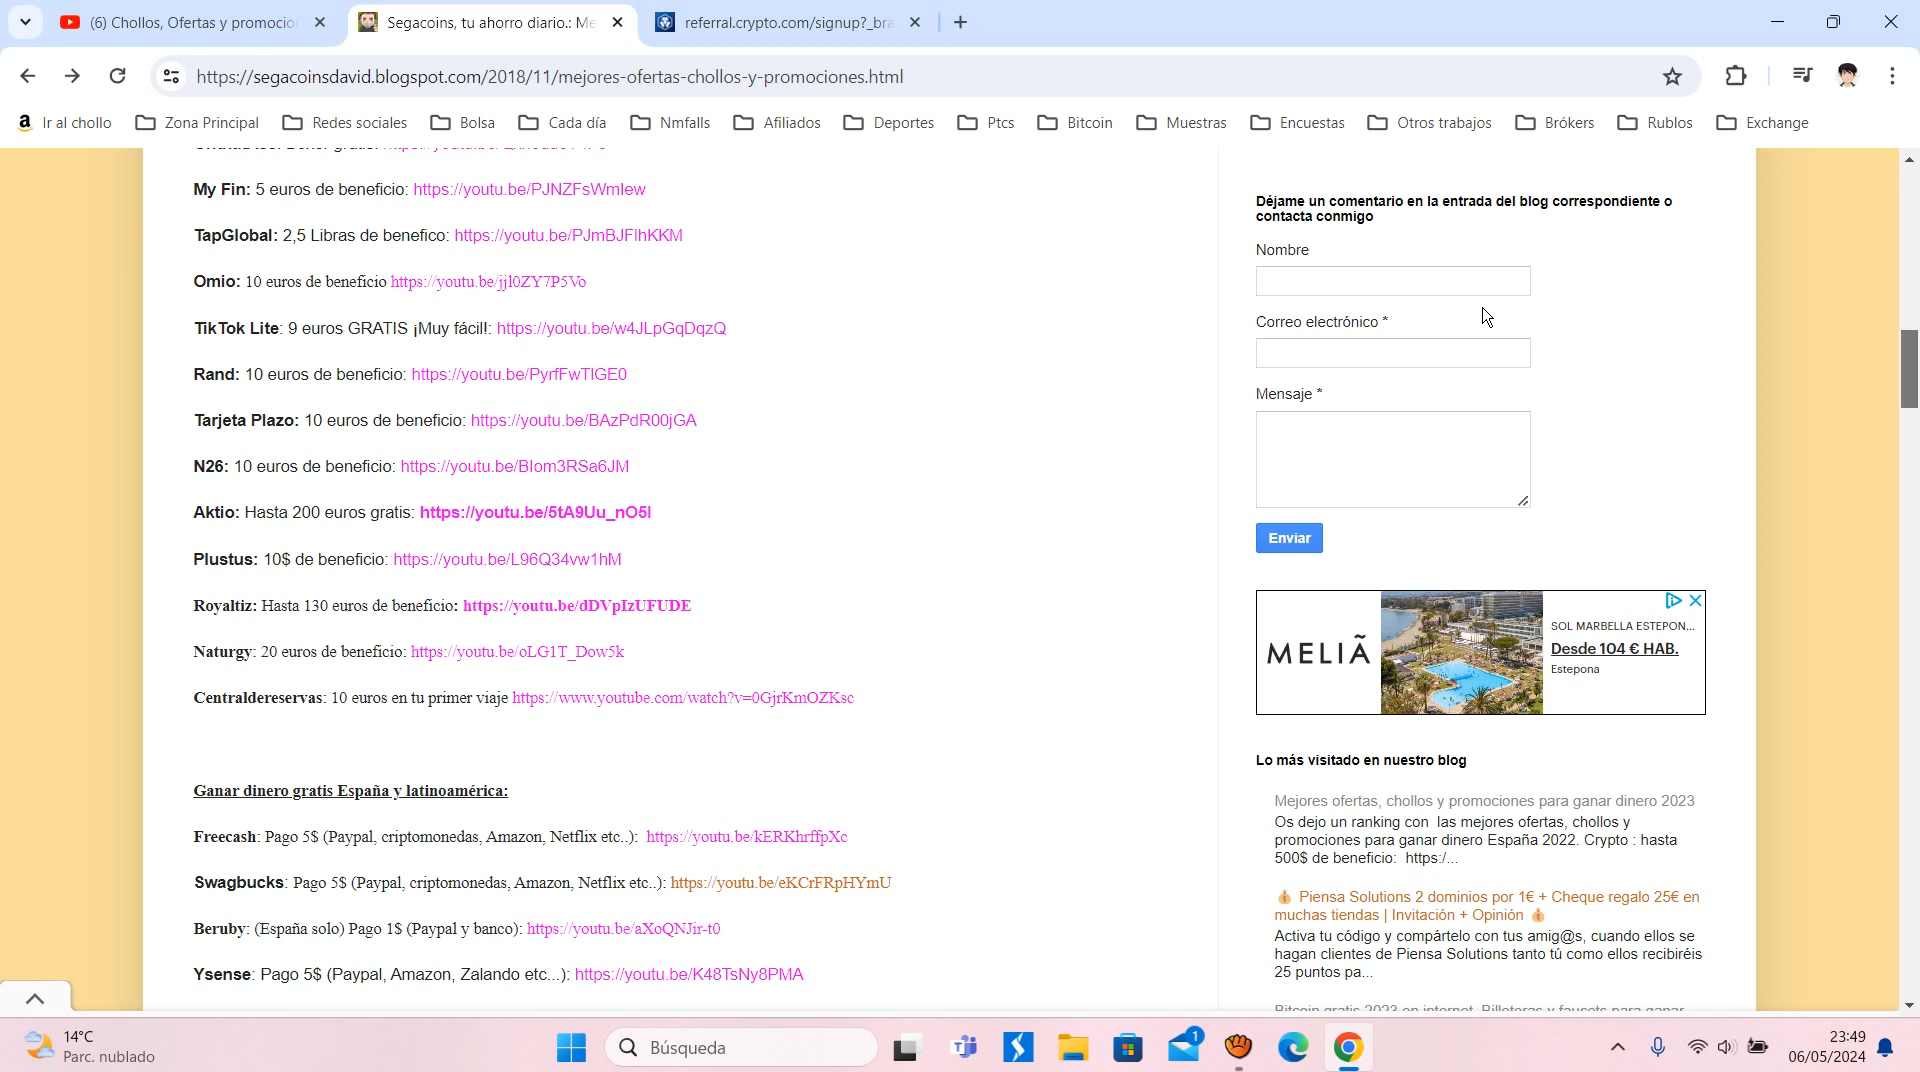 (6) Chollos, Ofertas y promocio
Segacoins, tu ahorro diario.: Me
referral.crypto.com/signup?_bra
https://segacoinsdavid.blogspot.com/2018/11/mejores-ofertas-chollos-y-promociones.html
Ir al chollo Zona Principal Redes sociales Bolsa Cada día Nmfalls Afiliados Deportes Ptcs Bitcoin Muestras Encuestas Otros trabajos Brókers Rublos Exchange
My Fin: 5 euros de beneficio: https://youtu.be/PJNZFsWmlew
TapGlobal: 2,5 Libras de benefico: https://youtu.be/PJmBJFlhKKM
Omio: 10 euros de beneficio https://youtu.be/jjl0ZY7P5Vo
TikTok Lite: 9 euros GRATIS ¡Muy fácil!: https://youtu.be/w4JLpGqDqzQ
Rand: 10 euros de beneficio: https://youtu.be/PyrfFwTIGE0
Tarjeta Plazo: 10 euros de beneficio: https://youtu.be/BAzPdR00jGA
N26: 10 euros de beneficio: https://youtu.be/Blom3RSa6JM
Aktio: Hasta 200 euros gratis: https://youtu.be/5tA9Uu_nO5I
Plustus: 10$ de beneficio: https://youtu.be/L96Q34vw1hM
Royaltiz: Hasta 130 euros de beneficio: https://youtu.be/dDVpIzUFUDE
Naturgy: 20 euros de beneficio: https://youtu.be/oLG1T_Dow5k
Centraldereservas: 10 euros en tu primer viaje https://www.youtube.com/watch?v=0GjrKmOZKsc
Ganar dinero gratis España y latinoamérica:
Freecash: Pago 5$ (Paypal, criptomonedas, Amazon, Netflix etc..): https://youtu.be/kERKhrffpXc
Swagbucks: Pago 5$ (Paypal, criptomonedas, Amazon, Netflix etc..): https://youtu.be/eKCrFRpHYmU
Beruby: (España solo) Pago 1$ (Paypal y banco): https://youtu.be/aXoQNJir-t0
Ysense: Pago 5$ (Paypal, Amazon, Zalando etc...): https://youtu.be/K48TsNy8PMA
Déjame un comentario en la entrada del blog correspondiente o
contacta conmigo
Nombre
Correo electrónico *
Mensaje *
Enviar
MELIÃ
SOL MARBELLA ESTEPON...
Desde 104 € HAB.
Estepona
Lo más visitado en nuestro blog
Mejores ofertas, chollos y promociones para ganar dinero 2023
Os dejo un ranking con las mejores ofertas, chollos y
promociones para ganar dinero España 2022. Crypto : hasta
500$ de beneficio: https:/...
Piensa Solutions 2 dominios por 1€ + Cheque regalo 25€ en
muchas tiendas | Invitación + Opinión
Activa tu código y compártelo con tus amig@s, cuando ellos se
hagan clientes de Piensa Solutions tanto tú como ellos recibiréis
25 puntos pa...
Bitcoin gratis 2023 en internet. Billeteras y faucets para ganar
14°C
Parc. nublado
Búsqueda
1
23:49
06/05/2024